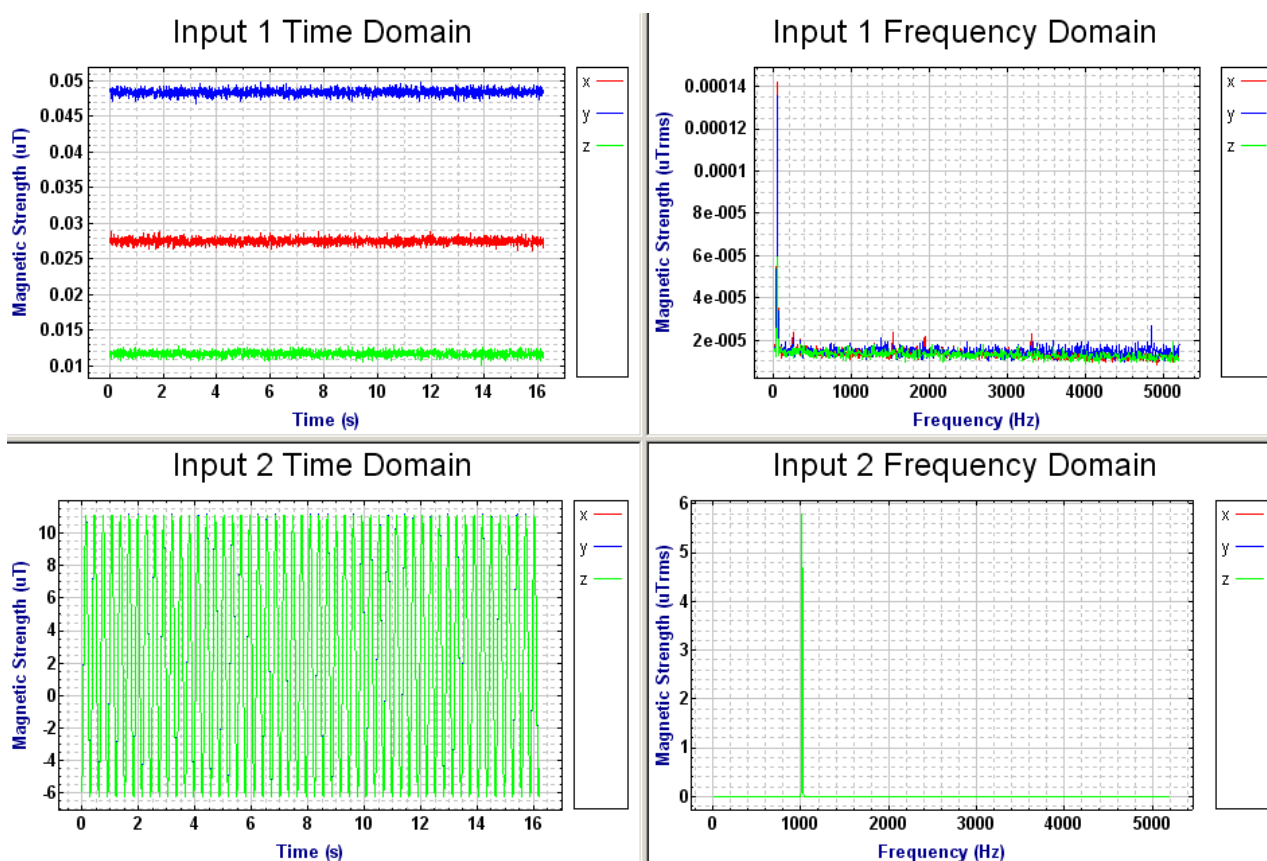 Input 1 Time Domain
Magnetic Strength (uT)
0.05
0.045
0.04
0.035
0.03
0.025
0.02
0.015
0.01
0 2 4 6 8 10 12 14 16
Time (s)
x
y
z
Input 1 Frequency Domain
Magnetic Strength (uTrms)
0.00014
0.00012
0.0001
8e-005
6e-005
4e-005
2e-005
0 1000 2000 3000 4000 5000
Frequency (Hz)
x
y
z
Input 2 Time Domain
Magnetic Strength (uT)
10
8
6
4
2
0
-2
-4
-6
0 2 4 6 8 10 12 14 16
Time (s)
x
y
z
Input 2 Frequency Domain
Magnetic Strength (uTrms)
6
5
4
3
2
1
0
0 1000 2000 3000 4000 5000
Frequency (Hz)
x
y
z